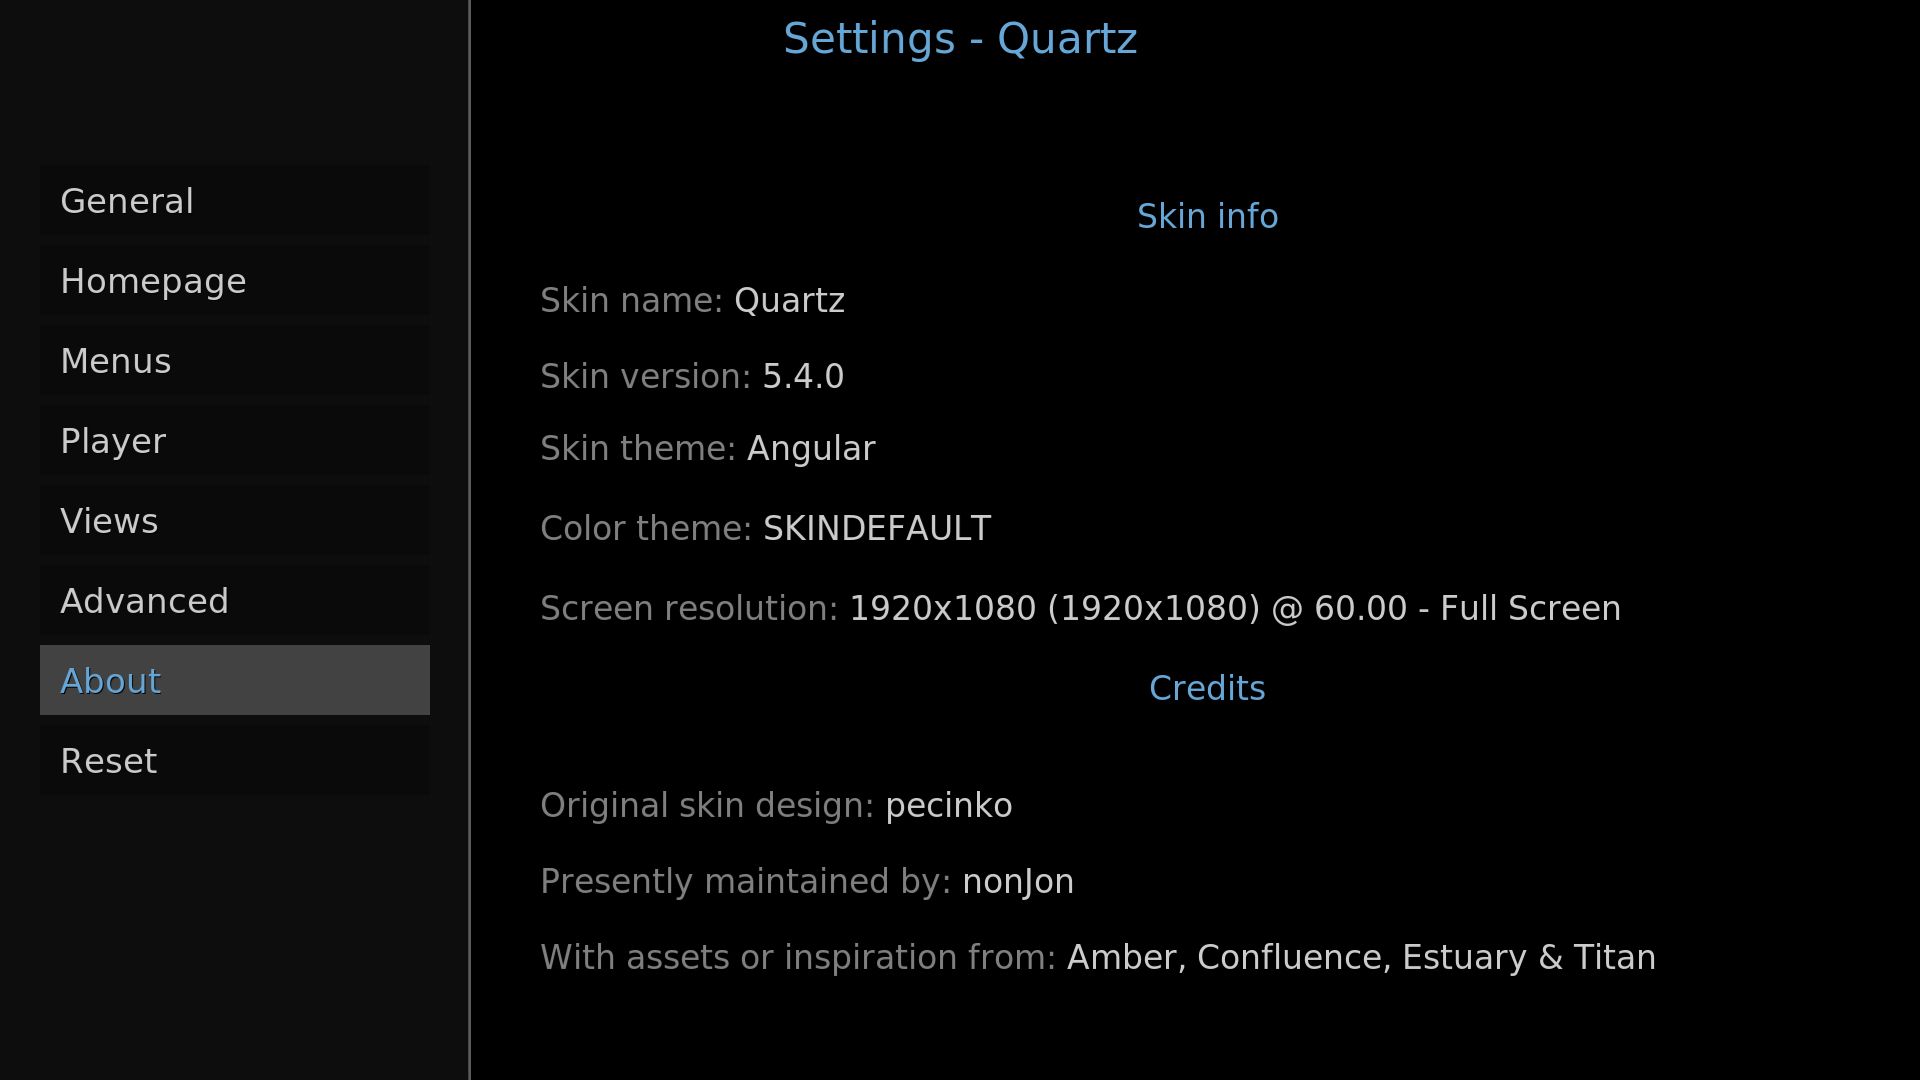 Settings - Quartz
General
Homepage
Menus
Player
Views
Advanced
About
Reset
Skin info
Skin name: Quartz
Skin version: 5.4.0
Skin theme: Angular
Color theme: SKINDEFAULT
Screen resolution: 1920x1080 (1920x1080) @ 60.00 - Full Screen
Credits
Original skin design: pecinko
Presently maintained by: nonJon
With assets or inspiration from: Amber, Confluence, Estuary & Titan